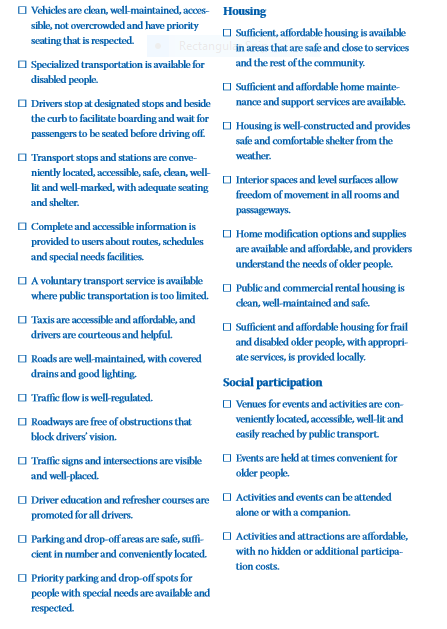 Vehicles are clean, well-maintained, acces-
sible, not overcrowded and have priority
seating that is respected.
Specialized transportation is available for
disabled people.
Drivers stop at designated stops and beside
the curb to facilitate boarding and wait for
passengers to be seated before driving off.
Transport stops and stations are conve-
niently located, accessible, safe, clean, well-
lit and well-marked, with adequate seating
and shelter.
Complete and accessible information is
provided to users about routes, schedules
and special needs facilities.
A voluntary transport service is available
where public transportation is too limited.
Taxis are accessible and affordable, and
drivers are courteous and helpful.
Roads are well-maintained, with covered
drains and good lighting.
Traffic flow is well-regulated.
Roadways are free of obstructions that
block drivers' vision.
Traffic signs and intersections are visible
and well-placed.
Driver education and refresher courses are
promoted for all drivers.
Parking and drop-off areas are safe, suffi-
cient in number and conveniently located.
Priority parking and drop-off spots for
people with special needs are available and
respected.
Housing
Sufficient, affordable housing is available
in areas that are safe and close to services
and the rest of the community.
Sufficient and affordable home mainte-
nance and support services are available.
Housing is well-constructed and provides
safe and comfortable shelter from the
weather.
Interior spaces and level surfaces allow
freedom of movement in all rooms and
passageways.
Home modification options and supplies
are available and affordable, and providers
understand the needs of older people.
Public and commercial rental housing is
clean, well-maintained and safe.
Sufficient and affordable housing for frail
and disabled older people, with appropri-
ate services, is provided locally.
Social participation
Venues for events and activities are con-
veniently located, accessible, well-lit and
easily reached by public transport.
Events are held at times convenient for
older people.
Activities and events can be attended
alone or with a companion.
Activities and attractions are affordable,
with no hidden or additional participa-
tion costs.